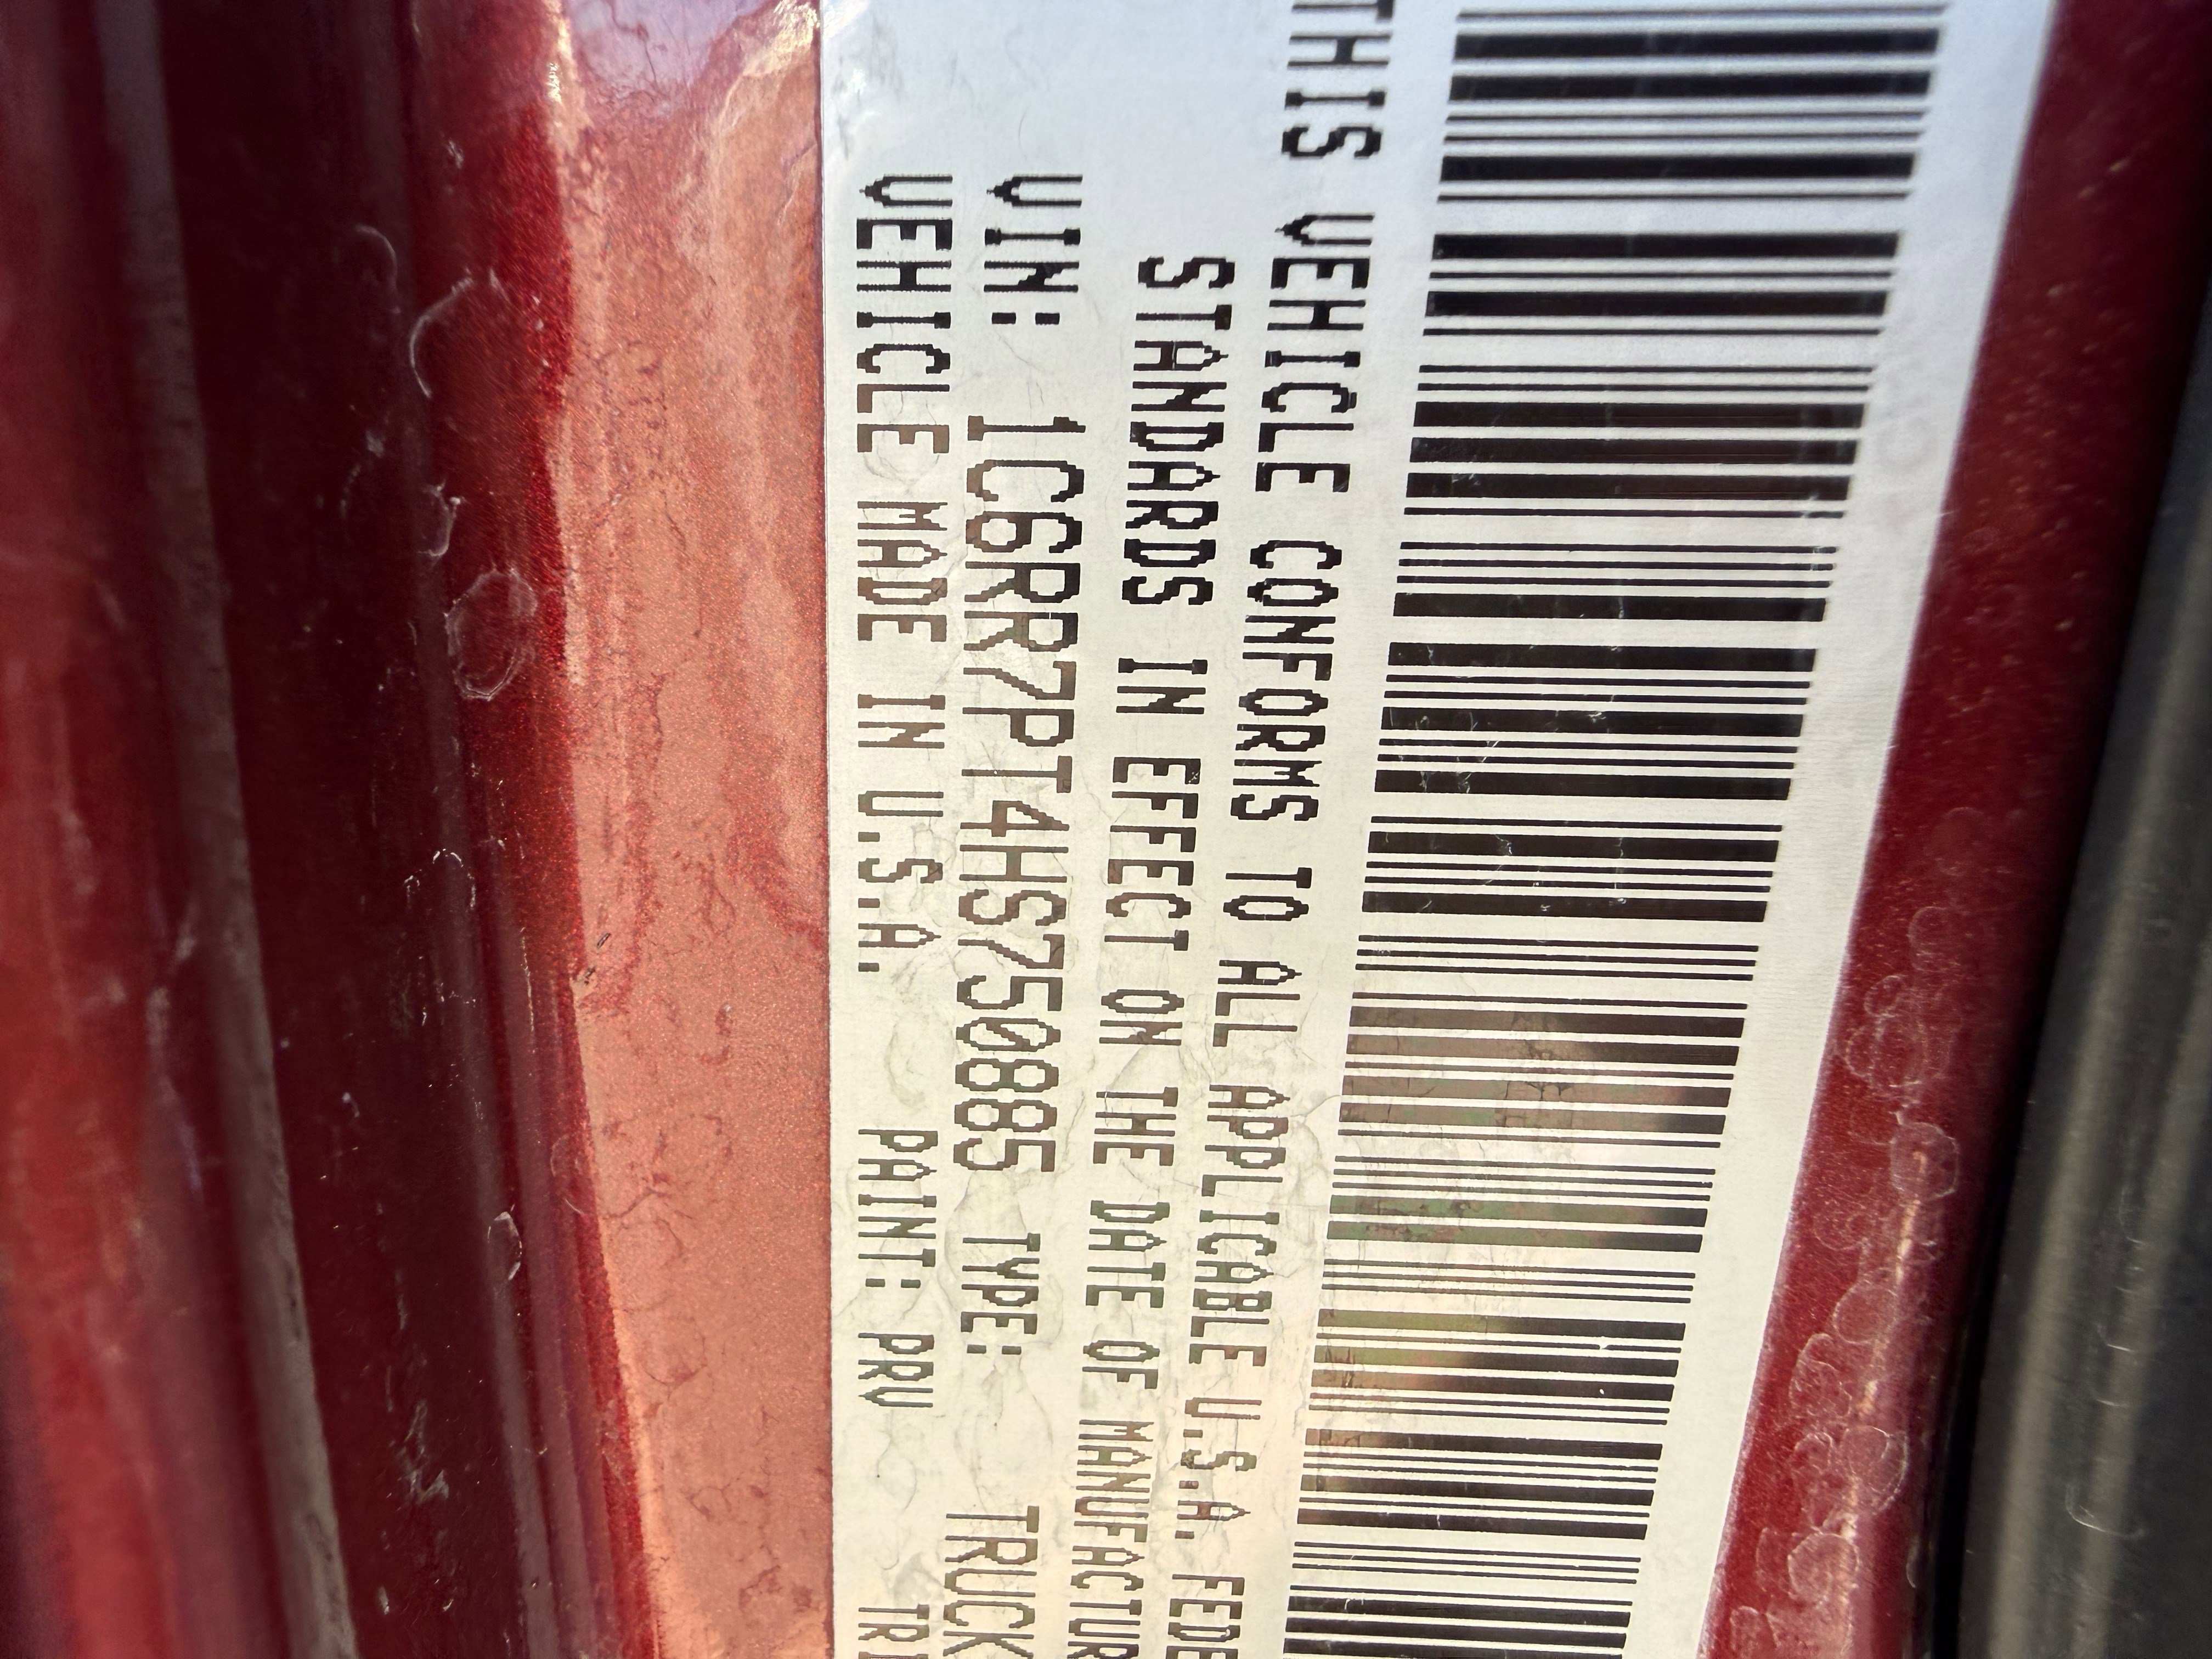 THIS VEHICLE CONFORMS TO ALL APPLICABLE U.S.A. FEDE
STANDARDS IN EFFECT ON THE DATE OF MANUFACTUR
VIN: 1C6RR7PT4HS750885 TYPE: TRUCK
VEHICLE MADE IN U.S.A. PAINT: PRV TRI